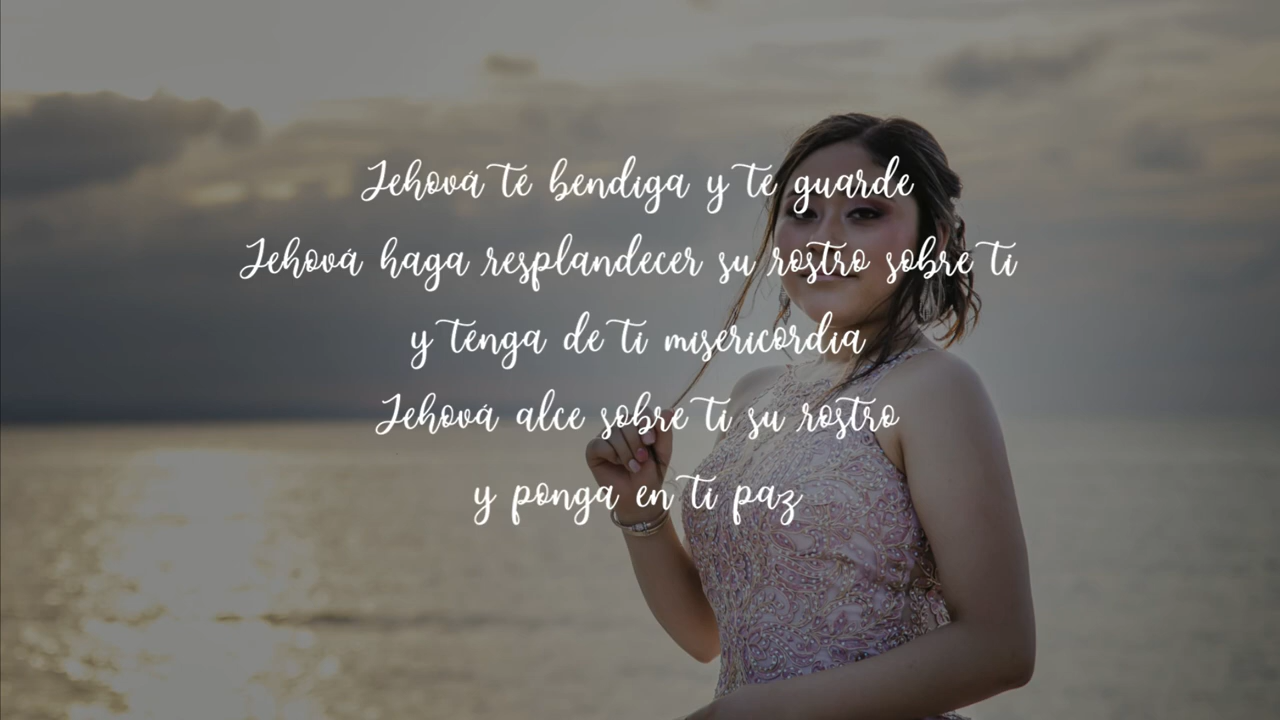 Jehová te bendiga y te guarde
Jehová haga resplandecer su rostro sobre ti
y tenga de ti misericordia
Jehová alce sobre ti su rostro
y ponga en ti paz